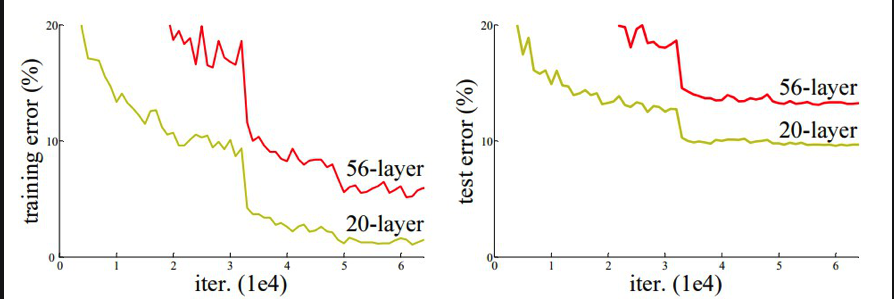 20
10
0
training error (%)
56-layer
20-layer
0 1 2 3 4 5 6
iter. (1e4)
20
10
0
test error (%)
56-layer
20-layer
0 1 2 3 4 5 6
iter. (1e4)